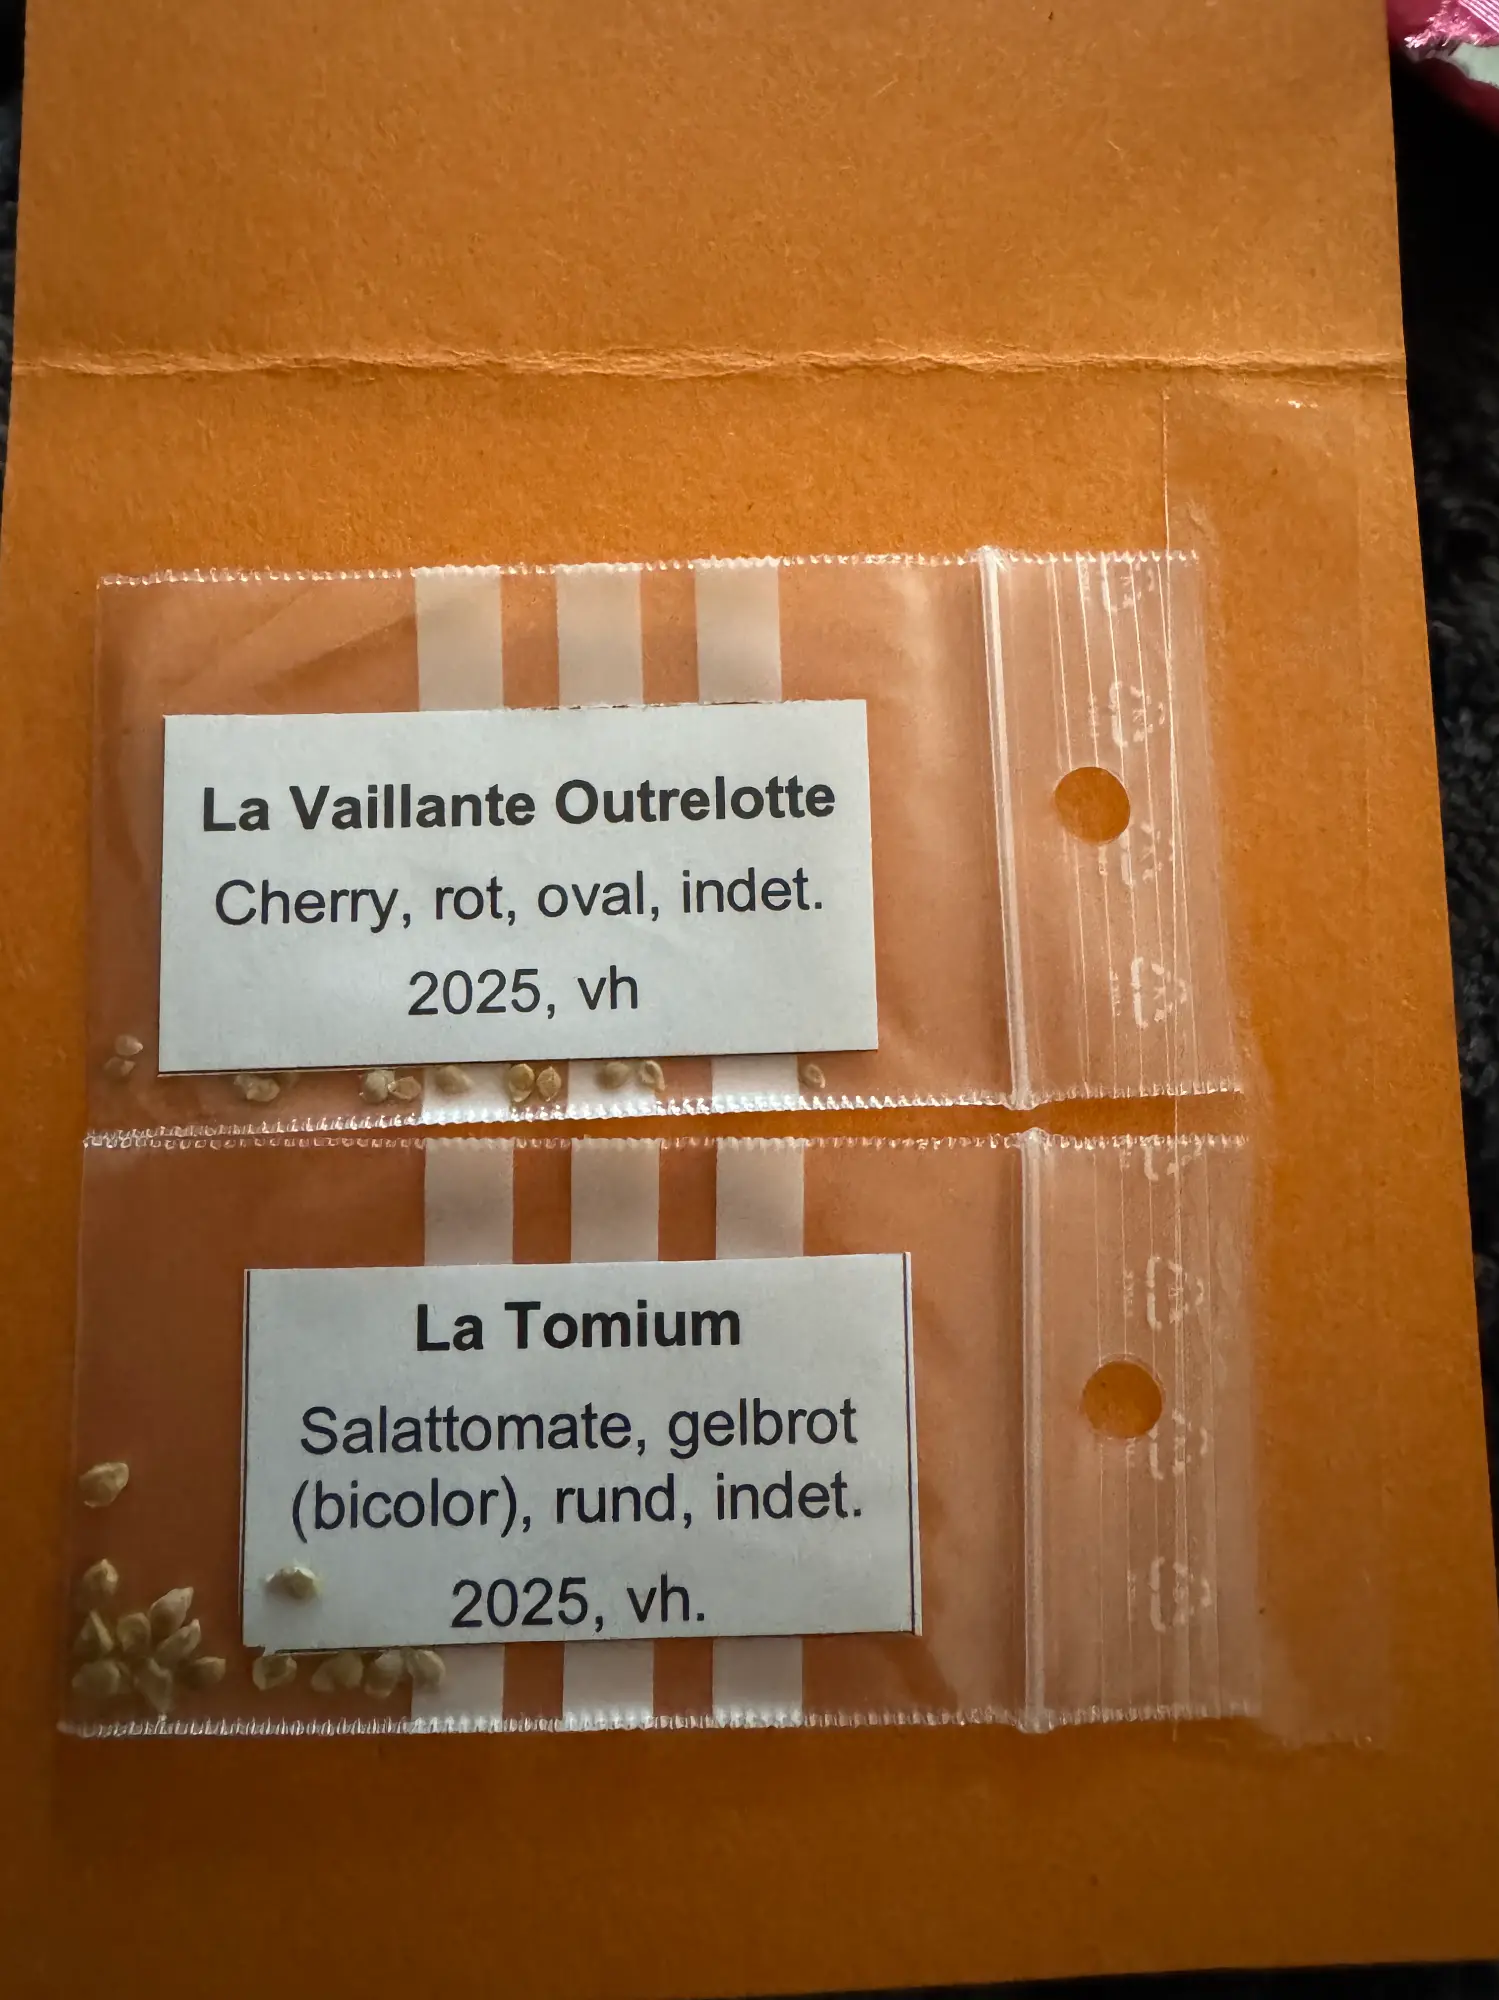 La Vaillante Outrelotte
Cherry, rot, oval, indet.
2025, vh
La Tomium
Salattomate, gelbrot
(bicolor), rund, indet.
2025, vh.